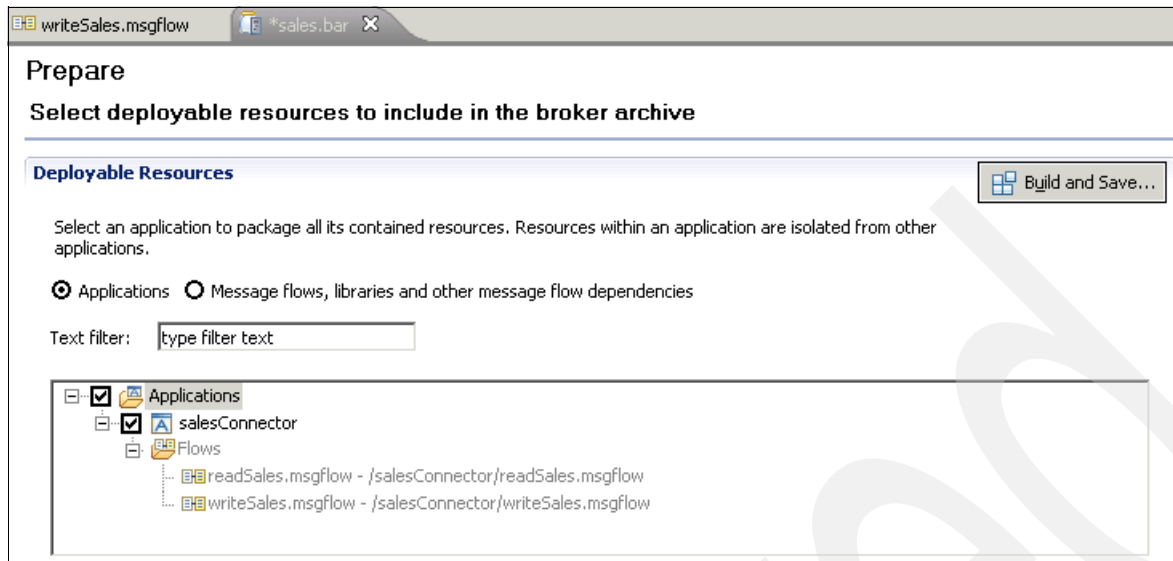 writeSales.msgflow *sales.bar
Prepare
Select deployable resources to include in the broker archive
Deployable Resources
Build and Save...
Select an application to package all its contained resources. Resources within an application are isolated from other
applications.
Applications Message flows, libraries and other message flow dependencies
Text filter: type filter text
Applications
salesConnector
Flows
readSales.msgflow - /salesConnector/readSales.msgflow
writeSales.msgflow - /salesConnector/writeSales.msgflow